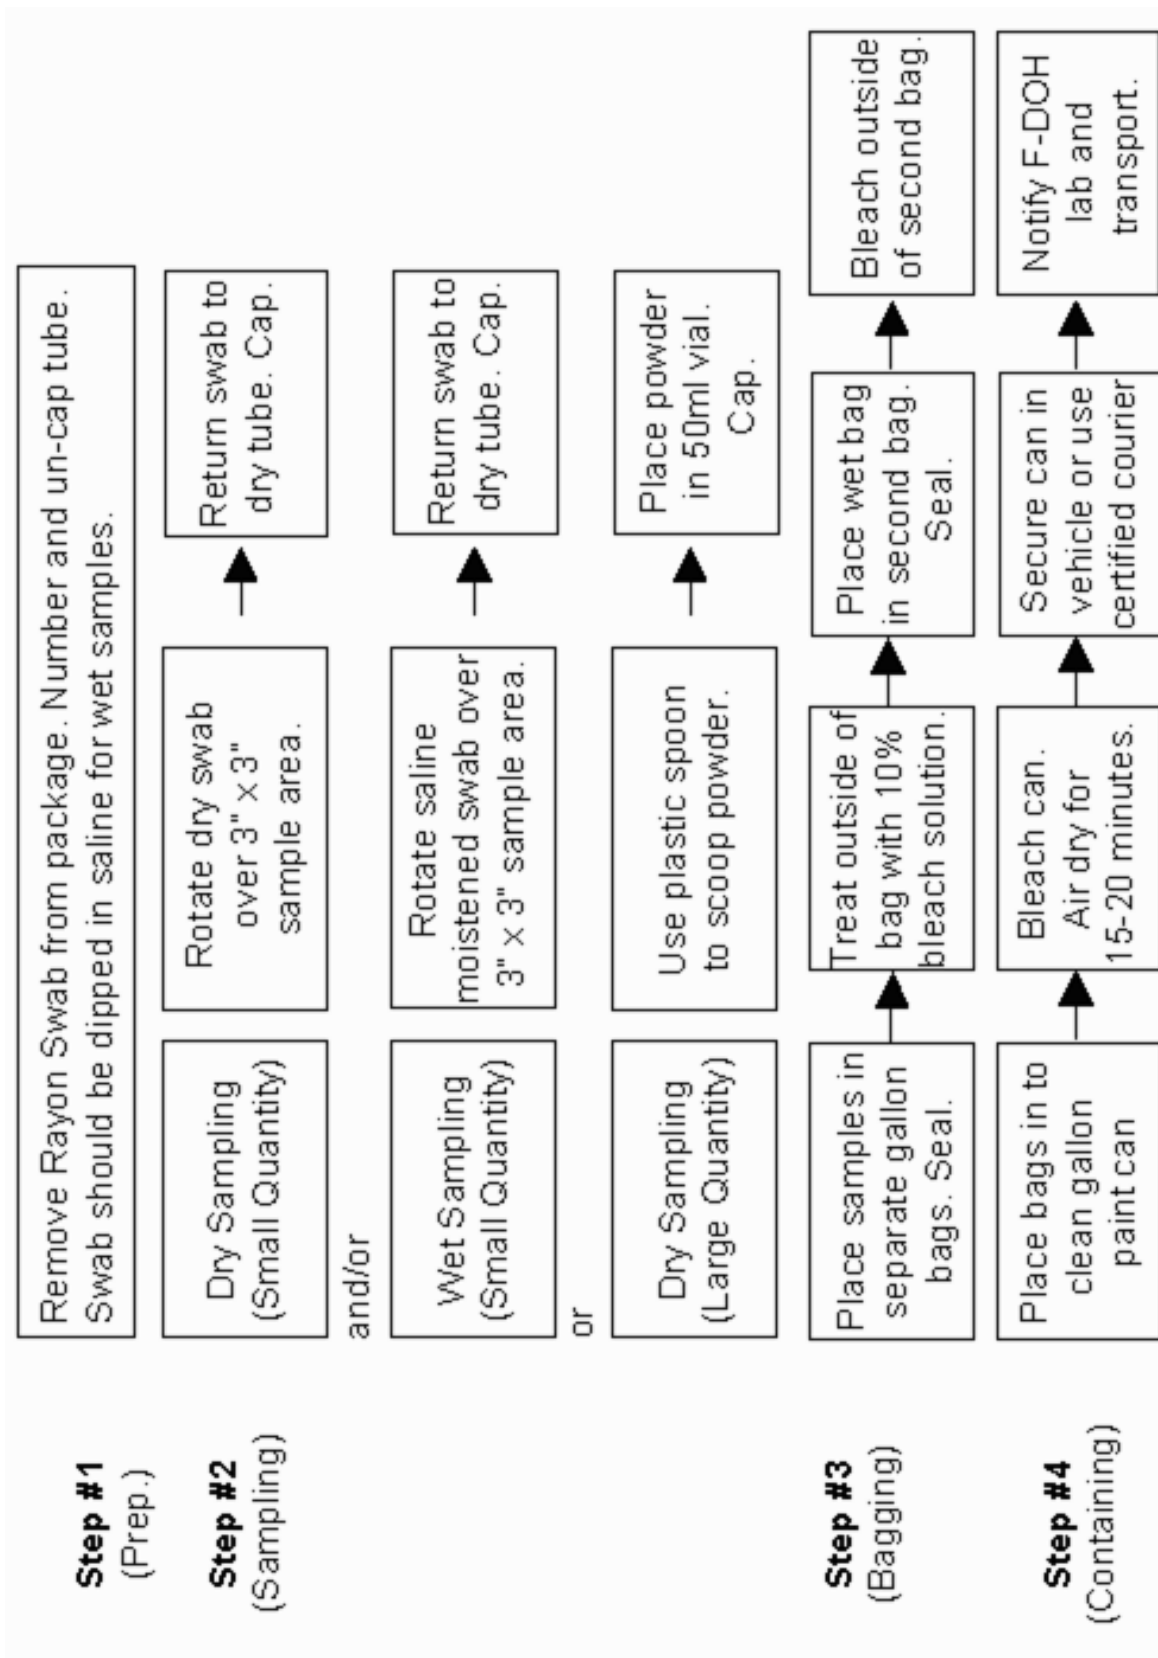 Step #1
(Prep.)
Remove Rayon Swab from package. Number and un-cap tube.
Swab should be dipped in saline for wet samples.
Step #2
(Sampling)
Dry Sampling
(Small Quantity)
Rotate dry swab
over 3" × 3"
sample area.
Return swab to
dry tube. Cap.
and/or
Wet Sampling
(Small Quantity)
Rotate saline
moistened swab over
3" × 3" sample area.
Return swab to
dry tube. Cap.
or
Dry Sampling
(Large Quantity)
Use plastic spoon
to scoop powder.
Place powder
in 50ml vial.
Cap.
Step #3
(Bagging)
Place samples in
separate gallon
bags. Seal.
Treat outside of
bag with 10%
bleach solution.
Place wet bag
in second bag.
Seal.
Bleach outside
of second bag.
Step #4
(Containing)
Place bags in to
clean gallon
paint can
Bleach can.
Air dry for
15-20 minutes.
Secure can in
vehicle or use
certified courier
Notify F-DOH
lab and
transport.